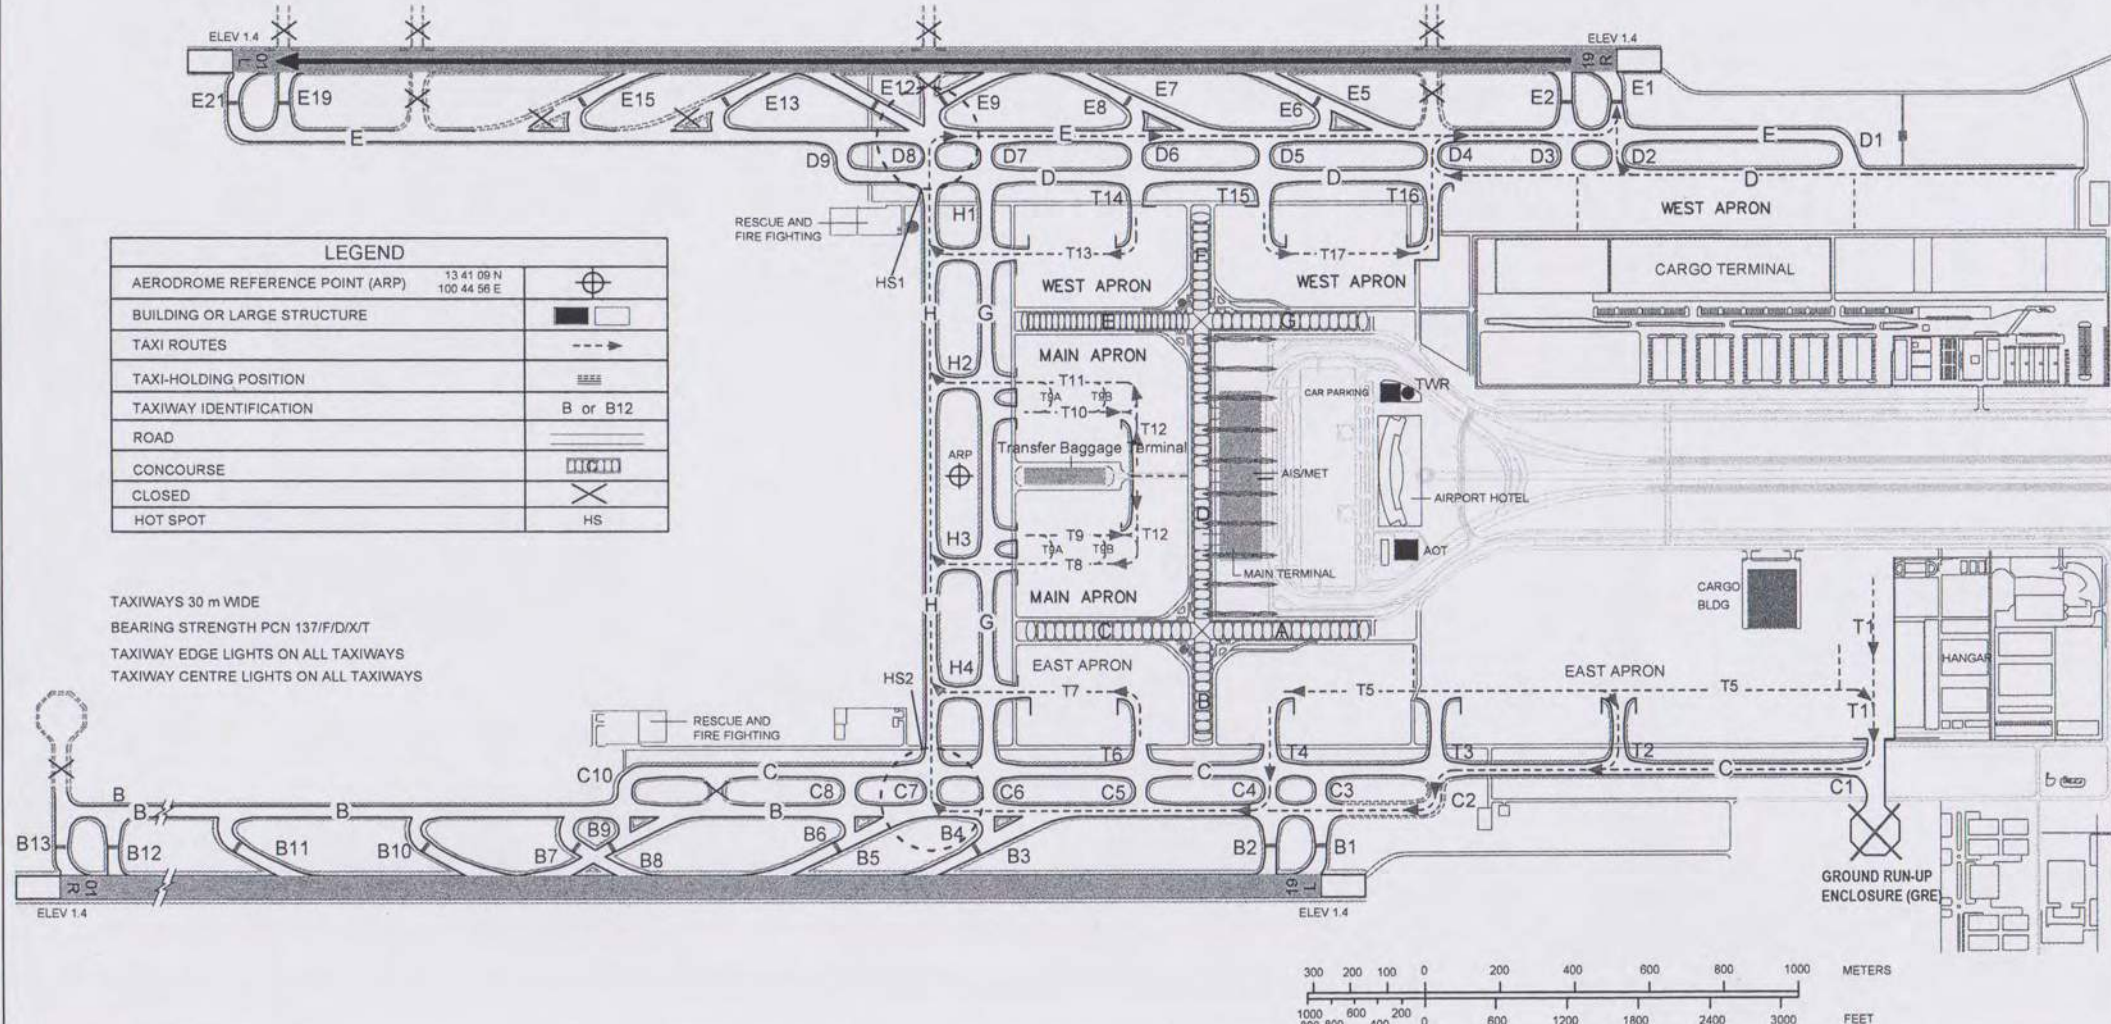 ELEV 1.4
ELEV 1.4
01
L
19
R
E21
E19
E15
E13
E12
E9
E8
E7
E6
E5
E2
E1
E
E
E
D9
D8
D7
D6
D5
D4
D3
D2
D1
D
D
D
H1
T14
T15
T16
WEST APRON
RESCUE AND
FIRE FIGHTING
T13
T17
F
HS1
WEST APRON
WEST APRON
CARGO TERMINAL
LEGEND
AERODROME REFERENCE POINT (ARP) 13 41 09 N
100 44 56 E
BUILDING OR LARGE STRUCTURE
TAXI ROUTES
TAXI-HOLDING POSITION
TAXIWAY IDENTIFICATION B or B12
ROAD
CONCOURSE C
CLOSED
HOT SPOT HS
H
G
E
G
MAIN APRON
H2
T11
T9A
T9B
T10
T12
CAR PARKING
TWR
ARP
Transfer Baggage Terminal
AIS/MET
AIRPORT HOTEL
D
H3
T9
T12
T9A
T9B
T8
AOT
MAIN TERMINAL
MAIN APRON
CARGO
BLDG
T1
HANGAR
TAXIWAYS 30 m WIDE
BEARING STRENGTH PCN 137/F/D/X/T
TAXIWAY EDGE LIGHTS ON ALL TAXIWAYS
TAXIWAY CENTRE LIGHTS ON ALL TAXIWAYS
H
G
C
A
H4
EAST APRON
EAST APRON
HS2
T7
T5
T5
B
T1
RESCUE AND
FIRE FIGHTING
T6
T4
T3
T2
C10
C
C
C
C8
C7
C6
C5
C4
C3
C2
C1
B
B
B
B
B13
B12
B11
B10
B9
B7
B8
B6
B5
B4
B3
B2
B1
01
R
19
L
ELEV 1.4
ELEV 1.4
GROUND RUN-UP
ENCLOSURE (GRE)
300 200 100 0 200 400 600 800 1000 METERS
1000 600 200
800 400 0 600 1200 1800 2400 3000 FEET